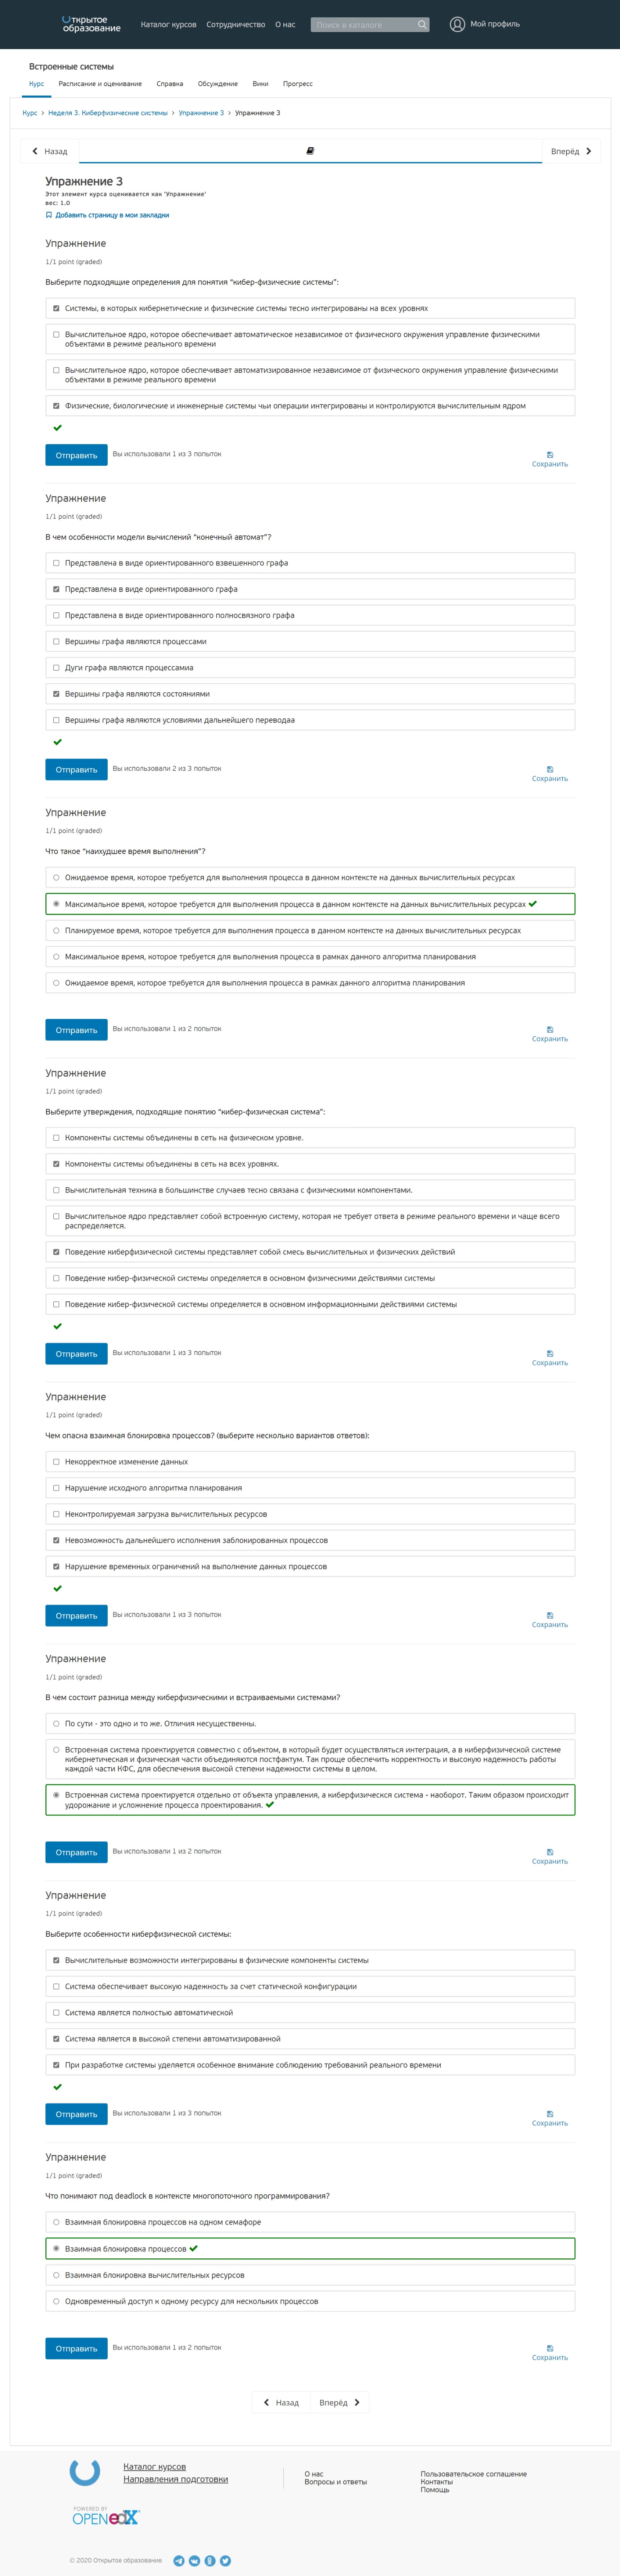 Открытое
образование
Каталог курсов
Сотрудничество
О нас
Поиск в каталоге
Мой профиль
Встроенные системы
Курс
Расписание и оценивание
Справка
Обсуждение
Вики
Прогресс
Курс > Неделя 3. Киберфизические системы > Упражнение 3 > Упражнение 3
Назад
Вперёд
Упражнение 3
Этот элемент курса оценивается как 'Упражнение'
вес: 1.0
Добавить страницу в мои закладки
Упражнение
1/1 point (graded)
Выберите подходящие определения для понятия “кибер-физические системы”:
Системы, в которых кибернетические и физические системы тесно интегрированы на всех уровнях
Вычислительное ядро, которое обеспечивает автоматическое независимое от физического окружения управление физическими
объектами в режиме реального времени
Вычислительное ядро, которое обеспечивает автоматизированное независимое от физического окружения управление физическими
объектами в режиме реального времени
Физические, биологические и инженерные системы чьи операции интегрированы и контролируются вычислительным ядром
Отправить
Вы использовали 1 из 3 попыток
Сохранить
Упражнение
1/1 point (graded)
В чем особенности модели вычислений “конечный автомат”?
Представлена в виде ориентированного взвешенного графа
Представлена в виде ориентированного графа
Представлена в виде ориентированного полносвязного графа
Вершины графа являются процессами
Дуги графа являются процессамиа
Вершины графа являются состояниями
Вершины графа являются условиями дальнейшего переводаа
Отправить
Вы использовали 2 из 3 попыток
Сохранить
Упражнение
1/1 point (graded)
Что такое “наихудшее время выполнения”?
Ожидаемое время, которое требуется для выполнения процесса в данном контексте на данных вычислительных ресурсах
Максимальное время, которое требуется для выполнения процесса в данном контексте на данных вычислительных ресурсах
Планируемое время, которое требуется для выполнения процесса в данном контексте на данных вычислительных ресурсах
Максимальное время, которое требуется для выполнения процесса в рамках данного алгоритма планирования
Ожидаемое время, которое требуется для выполнения процесса в рамках данного алгоритма планирования
Отправить
Вы использовали 1 из 2 попыток
Сохранить
Упражнение
1/1 point (graded)
Выберите утверждения, подходящие понятию “кибер-физическая система”:
Компоненты системы объединены в сеть на физическом уровне.
Компоненты системы объединены в сеть на всех уровнях.
Вычислительная техника в большинстве случаев тесно связана с физическими компонентами.
Вычислительное ядро представляет собой встроенную систему, которая не требует ответа в режиме реального времени и чаще всего
распределяется.
Поведение киберфизической системы представляет собой смесь вычислительных и физических действий
Поведение кибер-физической системы определяется в основном физическими действиями системы
Поведение кибер-физической системы определяется в основном информационными действиями системы
Отправить
Вы использовали 1 из 3 попыток
Сохранить
Упражнение
1/1 point (graded)
Чем опасна взаимная блокировка процессов? (выберите несколько вариантов ответов):
Некорректное изменение данных
Нарушение исходного алгоритма планирования
Неконтролируемая загрузка вычислительных ресурсов
Невозможность дальнейшего исполнения заблокированных процессов
Нарушение временных ограничений на выполнение данных процессов
Отправить
Вы использовали 1 из 3 попыток
Сохранить
Упражнение
1/1 point (graded)
В чем состоит разница между киберфизическими и встраиваемыми системами?
По сути - это одно и то же. Отличия несущественны.
Встроенная система проектируется совместно с объектом, в который будет осуществляться интеграция, а в киберфизической системе
кибернетическая и физическая части объединяются постфактум. Так проще обеспечить корректность и высокую надежность работы
каждой части КФС, для обеспечения высокой степени надежности системы в целом.
Встроенная система проектируется отдельно от объекта управления, а киберфизичексся система - наоборот. Таким образом происходит
удорожание и усложнение процесса проектирования.
Отправить
Вы использовали 1 из 2 попыток
Сохранить
Упражнение
1/1 point (graded)
Выберите особенности киберфизической системы:
Вычислительные возможности интегрированы в физические компоненты системы
Система обеспечивает высокую надежность за счет статической конфигурации
Система является полностью автоматической
Система является в высокой степени автоматизированной
При разработке системы уделяется особенное внимание соблюдению требований реального времени
Отправить
Вы использовали 1 из 3 попыток
Сохранить
Упражнение
1/1 point (graded)
Что понимают под deadlock в контексте многопоточного программирования?
Взаимная блокировка процессов на одном семафоре
Взаимная блокировка процессов
Взаимная блокировка вычислительных ресурсов
Одновременный доступ к одному ресурсу для нескольких процессов
Отправить
Вы использовали 1 из 2 попыток
Сохранить
Назад
Вперёд
Каталог курсов
Направления подготовки
О нас
Вопросы и ответы
Пользовательское соглашение
Контакты
Помощь
POWERED BY
OPEN edX
© 2020 Открытое образование